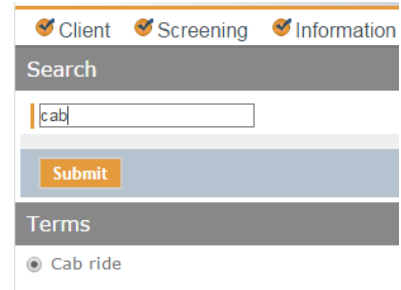 Client Screening Information
Search
cab
Submit
Terms
Cab ride